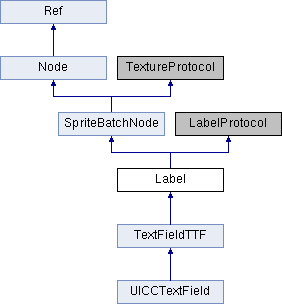 Ref
Node
TextureProtocol
SpriteBatchNode
LabelProtocol
Label
TextFieldTTF
UICCTextField